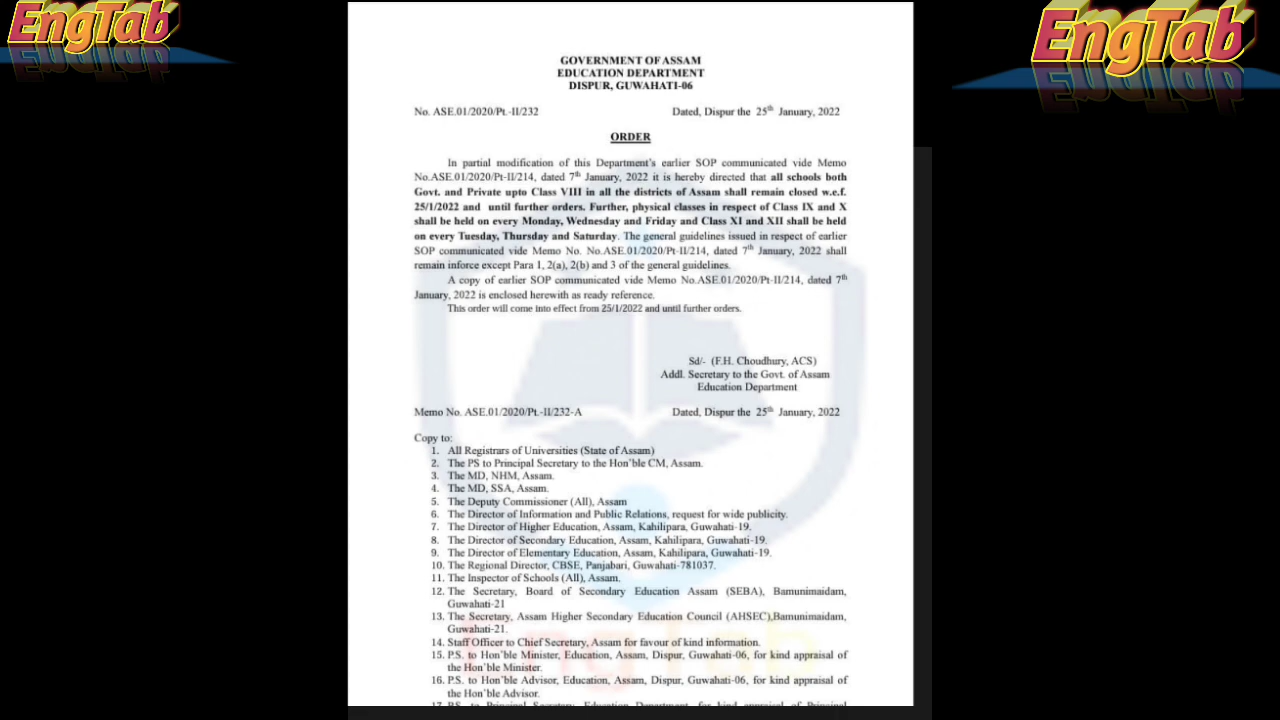 EngTab
EngTab
GOVERNMENT OF ASSAM
EDUCATION DEPARTMENT
DISPUR, GUWAHATI-06
No. ASE.01/2020/Pt.-II/232 Dated, Dispur the 25th January, 2022
ORDER
In partial modification of this Department's earlier SOP communicated vide Memo
No.ASE.01/2020/Pt-II/214, dated 7th January, 2022 it is hereby directed that all schools both
Govt. and Private upto Class VIII in all the districts of Assam shall remain closed w.e.f.
25/1/2022 and until further orders. Further, physical classes in respect of Class IX and X
shall be held on every Monday, Wednesday and Friday and Class XI and XII shall be held
on every Tuesday, Thursday and Saturday. The general guidelines issued in respect of earlier
SOP communicated vide Memo No. No.ASE.01/2020/Pt-II/214, dated 7th January, 2022 shall
remain inforce except Para 1, 2(a), 2(b) and 3 of the general guidelines.
A copy of earlier SOP communicated vide Memo No.ASE.01/2020/Pt-II/214, dated 7th
January, 2022 is enclosed herewith as ready reference.
This order will come into effect from 25/1/2022 and until further orders.
Sd/- (F.H. Choudhury, ACS)
Addl. Secretary to the Govt. of Assam
Education Department
Memo No. ASE.01/2020/Pt.-II/232-A Dated, Dispur the 25th January, 2022
Copy to:
1. All Registrars of Universities (State of Assam)
2. The PS to Principal Secretary to the Hon'ble CM, Assam.
3. The MD, NHM, Assam.
4. The MD, SSA, Assam.
5. The Deputy Commissioner (All), Assam
6. The Director of Information and Public Relations, request for wide publicity.
7. The Director of Higher Education, Assam, Kahilipara, Guwahati-19.
8. The Director of Secondary Education, Assam, Kahilipara, Guwahati-19.
9. The Director of Elementary Education, Assam, Kahilipara, Guwahati-19.
10. The Regional Director, CBSE, Panjabari, Guwahati-781037.
11. The Inspector of Schools (All), Assam.
12. The Secretary, Board of Secondary Education Assam (SEBA), Bamunimaidam,
Guwahati-21
13. The Secretary, Assam Higher Secondary Education Council (AHSEC),Bamunimaidam,
Guwahati-21.
14. Staff Officer to Chief Secretary, Assam for favour of kind information.
15. P.S. to Hon'ble Minister, Education, Assam, Dispur, Guwahati-06, for kind appraisal of
the Hon'ble Minister.
16. P.S. to Hon'ble Advisor, Education, Assam, Dispur, Guwahati-06, for kind appraisal of
the Hon'ble Advisor.
17. P.S. to Principal Secretary, Education Department, for kind appraisal of Principal